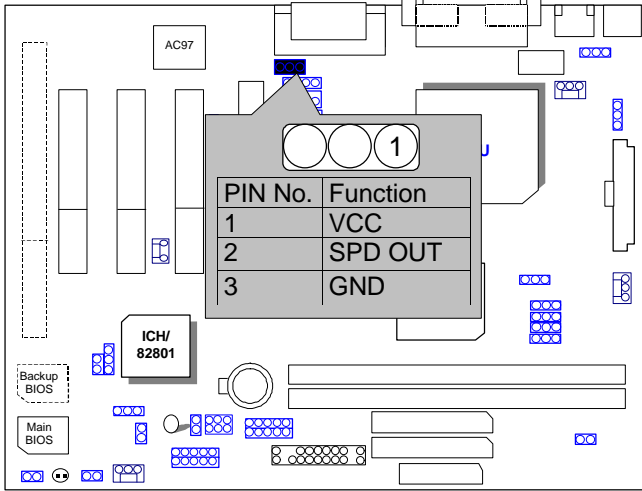 AC97
1
U
PIN No. Function
1 VCC
2 SPD OUT
3 GND
ICH/
82801
Backup
BIOS
Main
BIOS